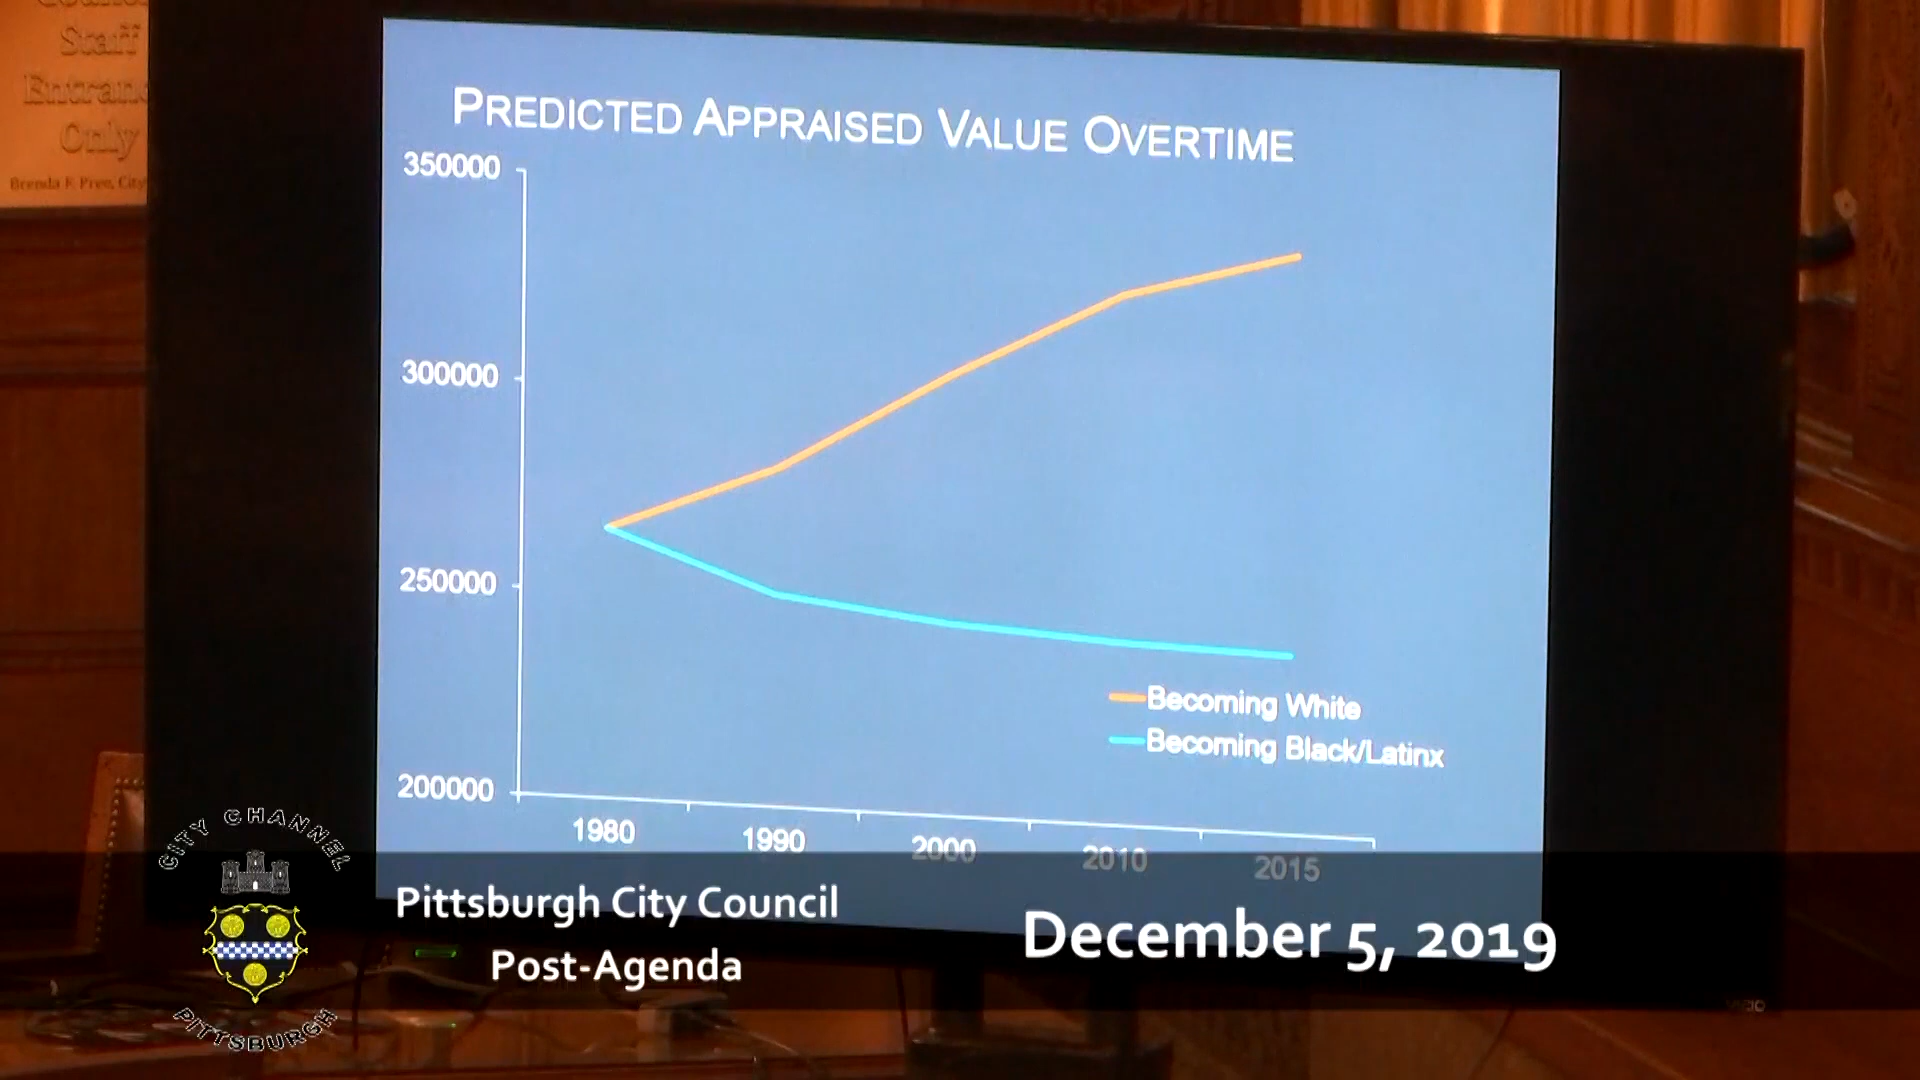 Staff
Only
PREDICTED APPRAISED VALUE OVERTIME
350000
300000
250000
200000
1980
1990
2000
2010
2015
Becoming White
Becoming Black/Latinx
CITY CHANNEL
PITTSBURGH
Pittsburgh City Council
Post-Agenda
December 5, 2019
VIZIO